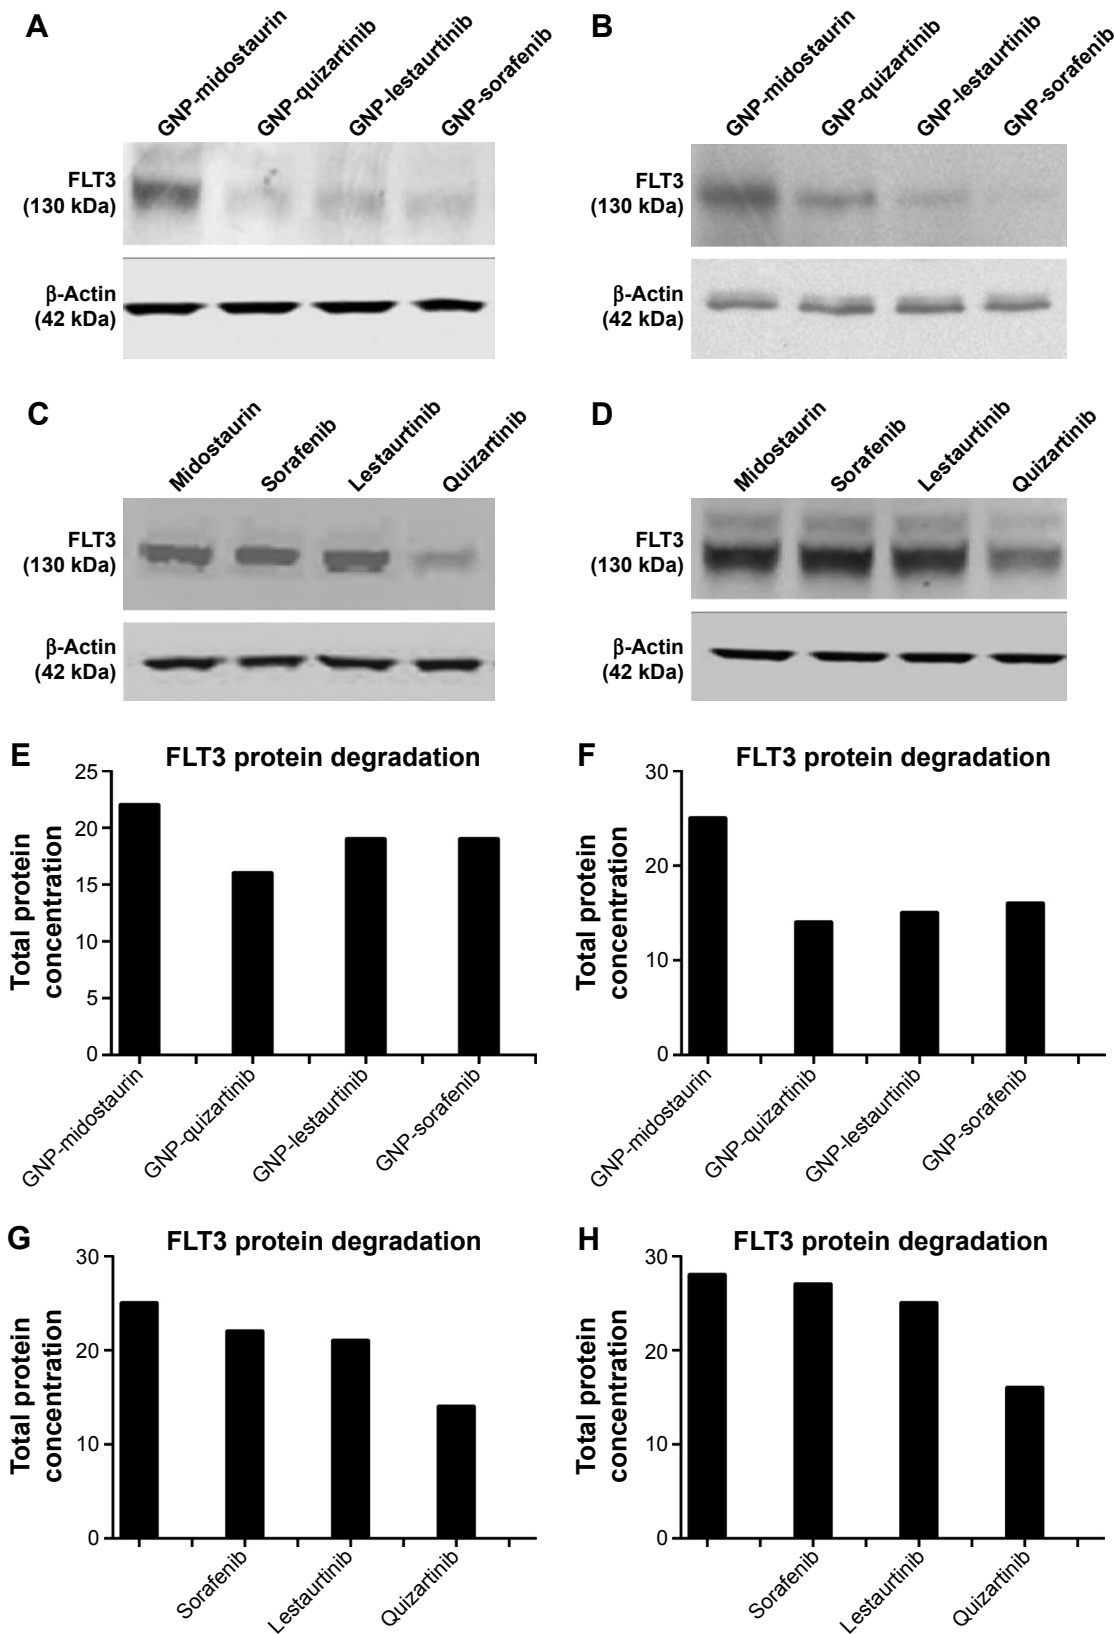 A
GNP-midostaurin
GNP-quizartinib
GNP-lestaurtinib
GNP-sorafenib
FLT3
(130 kDa)
β-Actin
(42 kDa)
B
GNP-midostaurin
GNP-quizartinib
GNP-lestaurtinib
GNP-sorafenib
FLT3
(130 kDa)
β-Actin
(42 kDa)
C
Midostaurin
Sorafenib
Lestaurtinib
Quizartinib
FLT3
(130 kDa)
β-Actin
(42 kDa)
D
Midostaurin
Sorafenib
Lestaurtinib
Quizartinib
FLT3
(130 kDa)
β-Actin
(42 kDa)
E
FLT3 protein degradation
Total protein
concentration
25
20
15
10
5
0
GNP-midostaurin
GNP-quizartinib
GNP-lestaurtinib
GNP-sorafenib
F
FLT3 protein degradation
Total protein
concentration
30
20
10
0
GNP-midostaurin
GNP-quizartinib
GNP-lestaurtinib
GNP-sorafenib
G
FLT3 protein degradation
Total protein
concentration
30
20
10
0
Sorafenib
Lestaurtinib
Quizartinib
H
FLT3 protein degradation
Total protein
concentration
30
20
10
0
Sorafenib
Lestaurtinib
Quizartinib